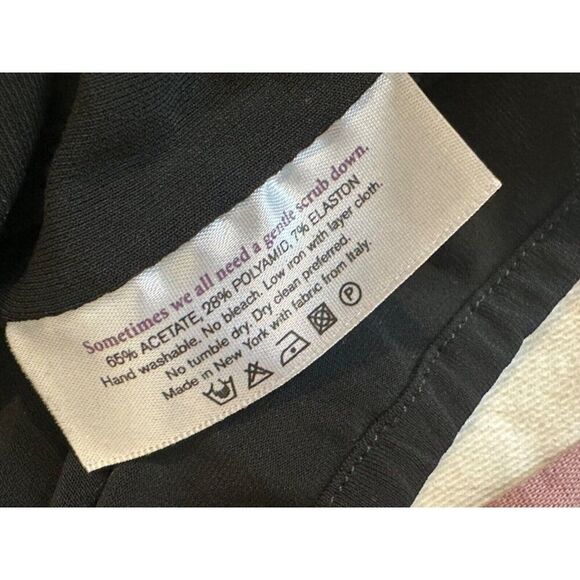 Sometimes we all need a gentle scrub down.
65% ACETATE, 28% POLYAMID, 7% ELASTON
Hand washable. No bleach. Low iron with layer cloth.
No tumble dry. Dry clean preferred.
Made in New York with fabric from Italy.
P